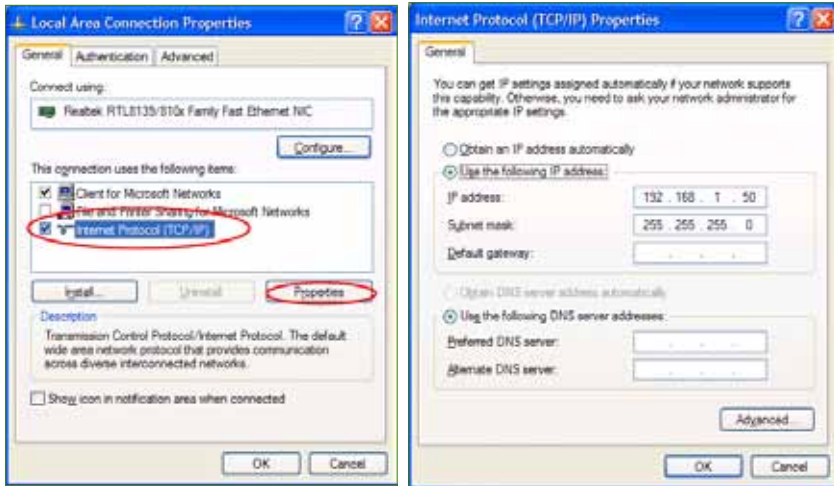 Local Area Connection Properties
General Authentication Advanced
Connect using:
Realtek RTL8139/810x Family Fast Ethernet NIC
Configure...
This connection uses the following items:
Client for Microsoft Networks
File and Printer Sharing for Microsoft Networks
Internet Protocol (TCP/IP)
Install... Uninstall Properties
Description
Transmission Control Protocol/Internet Protocol. The default
wide area network protocol that provides communication
across diverse interconnected networks.
Show icon in notification area when connected
OK Cancel
Internet Protocol (TCP/IP) Properties
General
You can get IP settings assigned automatically if your network supports
this capability. Otherwise, you need to ask your network administrator for
the appropriate IP settings.
Obtain an IP address automatically
Use the following IP address:
IP address: 192 . 168 . 1 . 50
Subnet mask: 255 . 255 . 255 . 0
Default gateway: . . .
Obtain DNS server address automatically
Use the following DNS server addresses:
Preferred DNS server: . . .
Alternate DNS server: . . .
Advanced...
OK Cancel